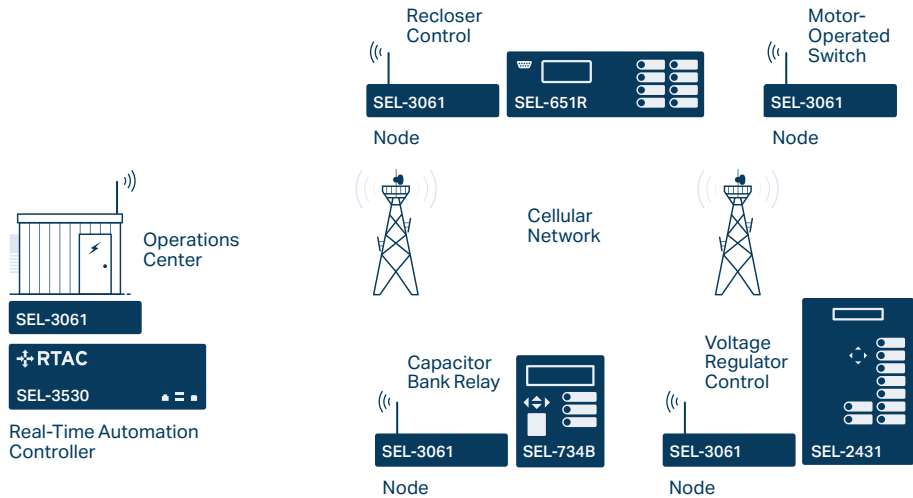 Recloser
Control
SEL-3061
SEL-651R
Node
Motor-
Operated
Switch
SEL-3061
Node
Operations
Center
SEL-3061
RTAC
SEL-3530
Real-Time Automation
Controller
Cellular
Network
Capacitor
Bank Relay
SEL-3061
SEL-734B
Node
Voltage
Regulator
Control
SEL-3061
SEL-2431
Node